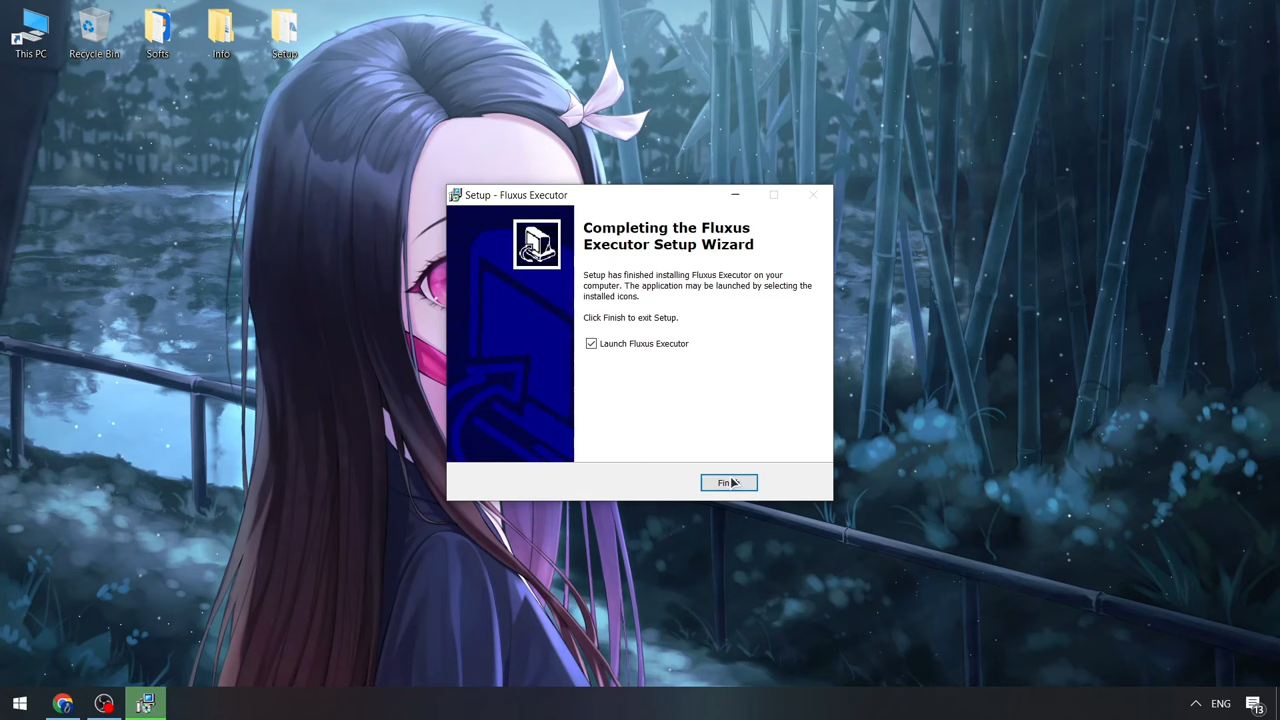 This PC
Recycle Bin
Softs
Info
Setup
Setup - Fluxus Executor
Completing the Fluxus
Executor Setup Wizard
Setup has finished installing Fluxus Executor on your
computer. The application may be launched by selecting the
installed icons.
Click Finish to exit Setup.
Launch Fluxus Executor
ENG
13